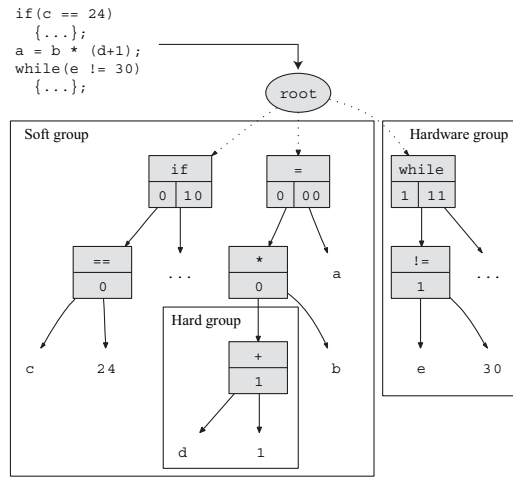 if(c == 24)
{...};
a = b * (d+1);
while(e != 30)
{...};
root
Soft group
Hardware group
if
=
while
0 10
0 00
1 11
==
...
*
a
!=
...
0
0
1
Hard group
+
c
24
1
b
e
30
d
1